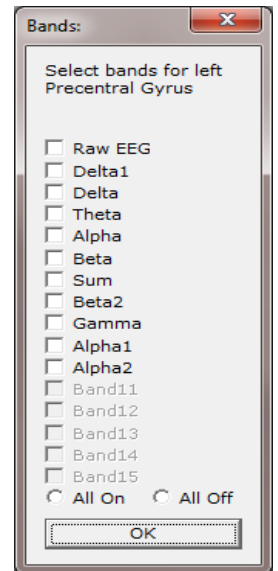 Bands:
Select bands for left
Precentral Gyrus
Raw EEG
Delta1
Delta
Theta
Alpha
Beta
Sum
Beta2
Gamma
Alpha1
Alpha2
Band11
Band12
Band13
Band14
Band15
All On All Off
OK